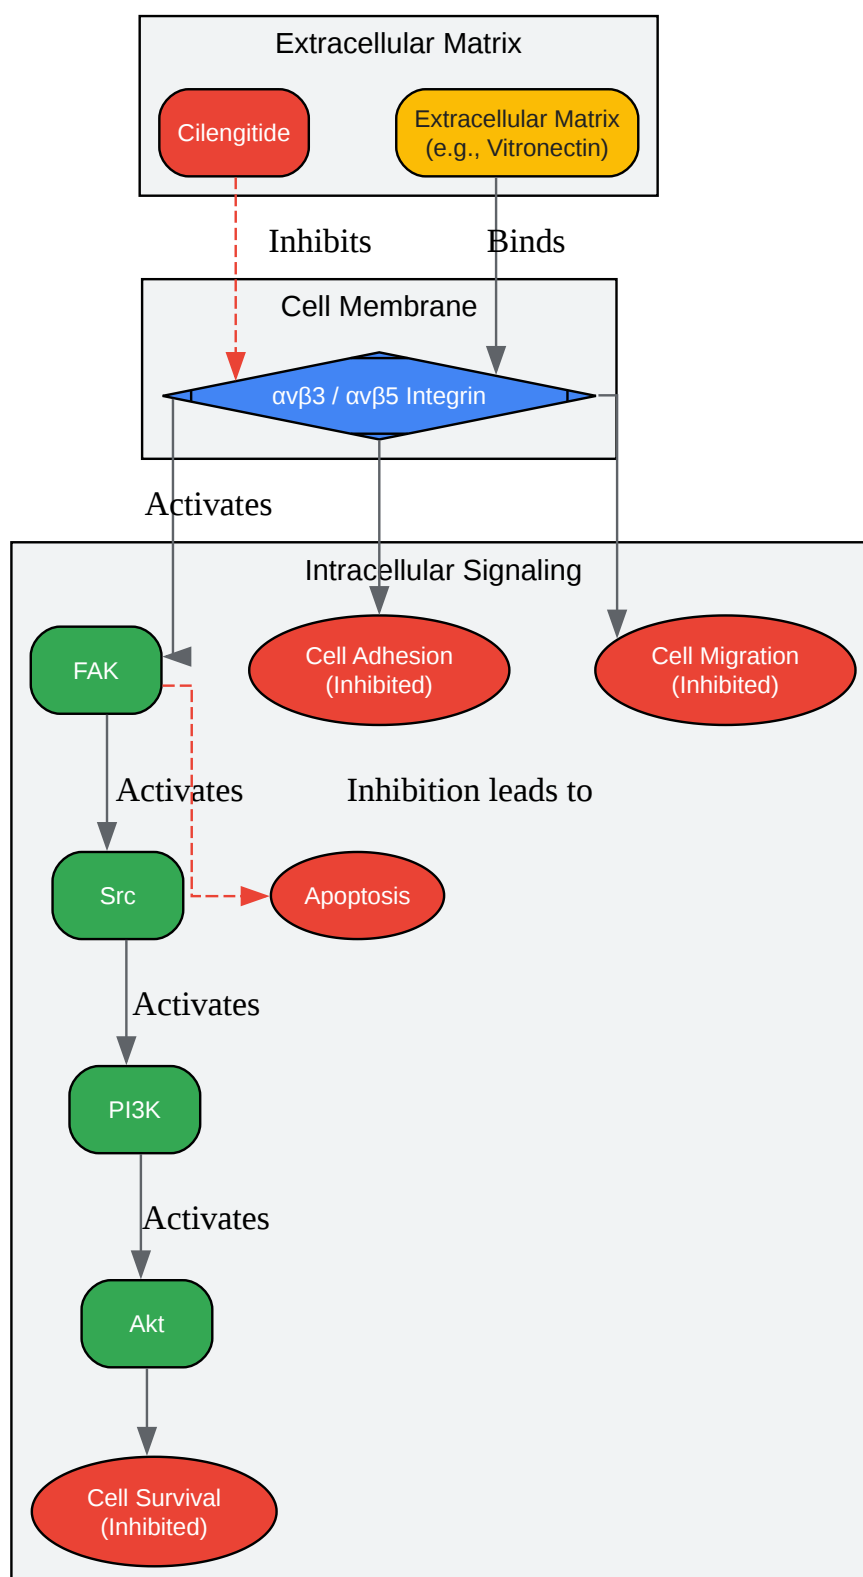 Extracellular Matrix
Cilengitide
Extracellular Matrix
(e.g., Vitronectin)
Inhibits
Binds
Cell Membrane
αvβ3 / αvβ5 Integrin
Activates
Intracellular Signaling
FAK
Cell Adhesion
(Inhibited)
Cell Migration
(Inhibited)
Activates
Inhibition leads to
Src
Apoptosis
Activates
PI3K
Activates
Akt
Cell Survival
(Inhibited)